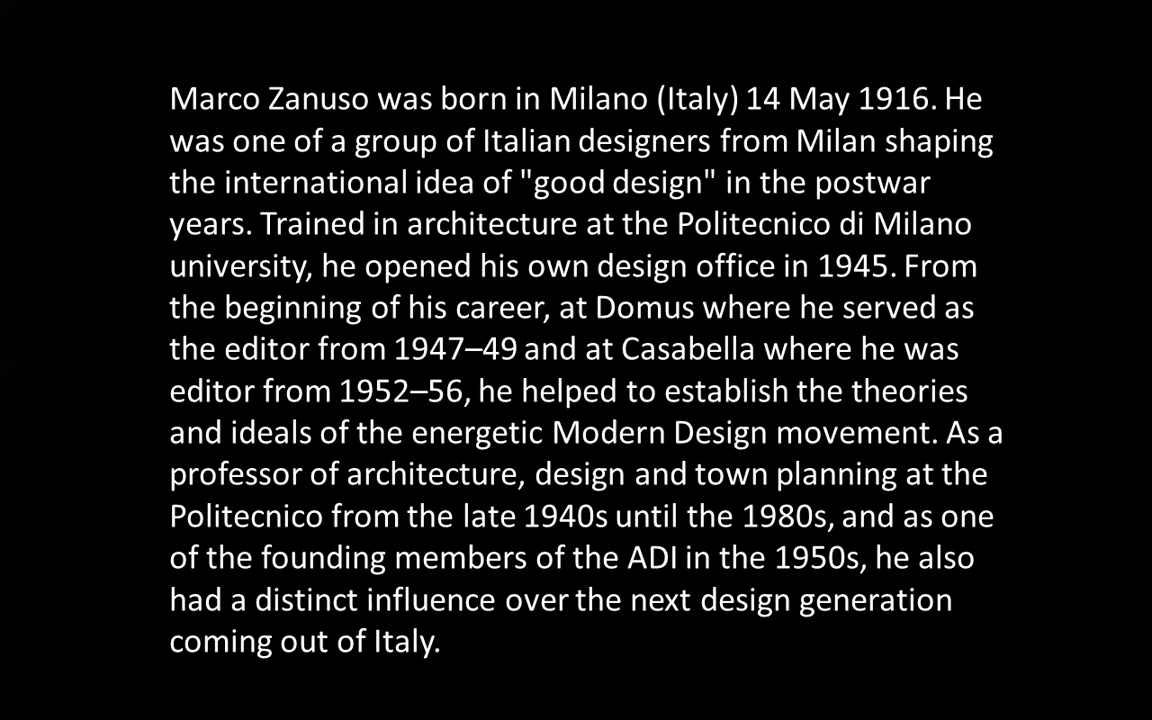 Marco Zanuso was born in Milano (Italy) 14 May 1916. He
was one of a group of Italian designers from Milan shaping
the international idea of "good design" in the postwar
years. Trained in architecture at the Politecnico di Milano
university, he opened his own design office in 1945. From
the beginning of his career, at Domus where he served as
the editor from 1947–49 and at Casabella where he was
editor from 1952–56, he helped to establish the theories
and ideals of the energetic Modern Design movement. As a
professor of architecture, design and town planning at the
Politecnico from the late 1940s until the 1980s, and as one
of the founding members of the ADI in the 1950s, he also
had a distinct influence over the next design generation
coming out of Italy.